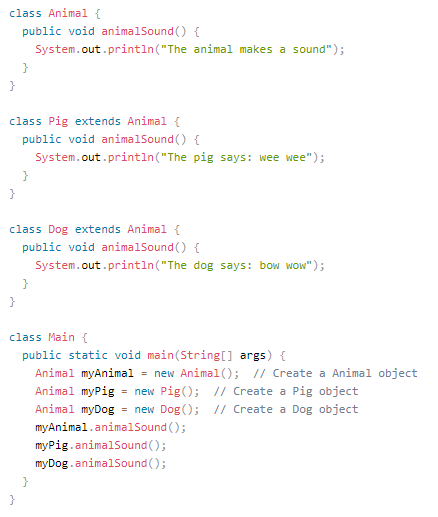 class Animal {
  public void animalSound() {
    System.out.println("The animal makes a sound");
  }
}

class Pig extends Animal {
  public void animalSound() {
    System.out.println("The pig says: wee wee");
  }
}

class Dog extends Animal {
  public void animalSound() {
    System.out.println("The dog says: bow wow");
  }
}

class Main {
  public static void main(String[] args) {
    Animal myAnimal = new Animal();  // Create a Animal object
    Animal myPig = new Pig();  // Create a Pig object
    Animal myDog = new Dog();  // Create a Dog object
    myAnimal.animalSound();
    myPig.animalSound();
    myDog.animalSound();
  }
}